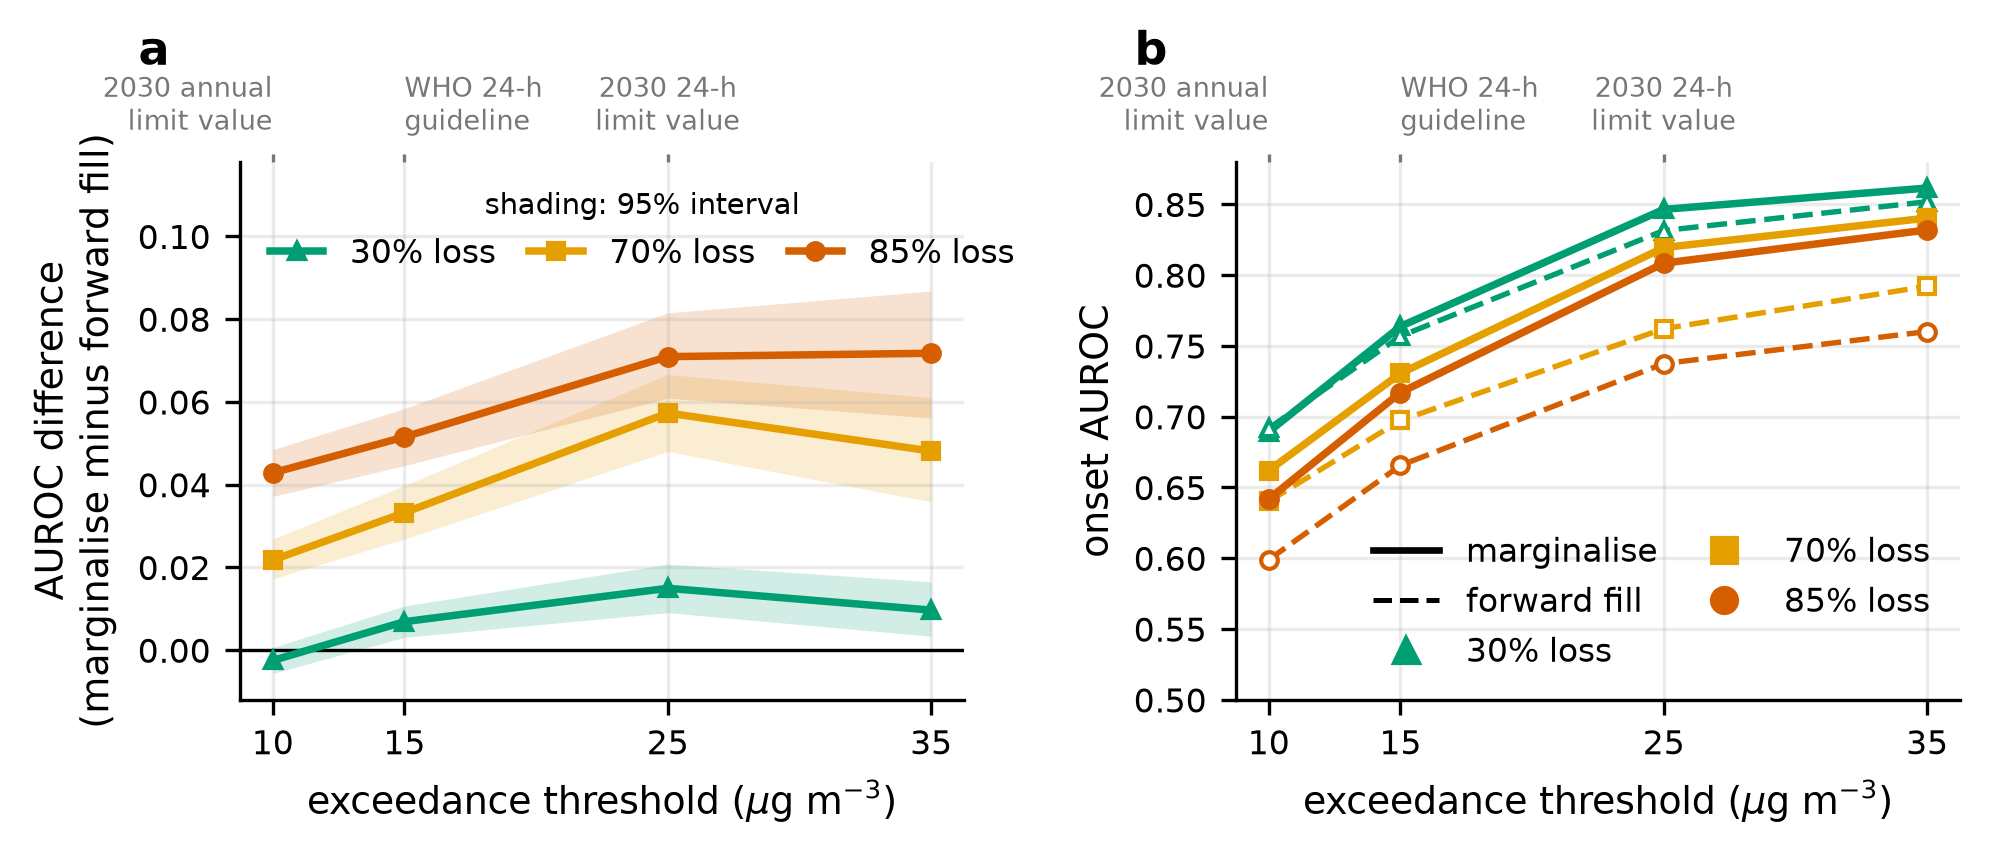 a
2030 annual
limit value
WHO 24-h
guideline
2030 24-h
limit value
AUROC difference
(marginalise minus forward fill)
shading: 95% interval
30% loss
70% loss
85% loss
0.10
0.08
0.06
0.04
0.02
0.00
10
15
25
35
exceedance threshold (μg m⁻³)
b
2030 annual
limit value
WHO 24-h
guideline
2030 24-h
limit value
onset AUROC
0.85
0.80
0.75
0.70
0.65
0.60
0.55
0.50
marginalise
forward fill
30% loss
70% loss
85% loss
10
15
25
35
exceedance threshold (μg m⁻³)